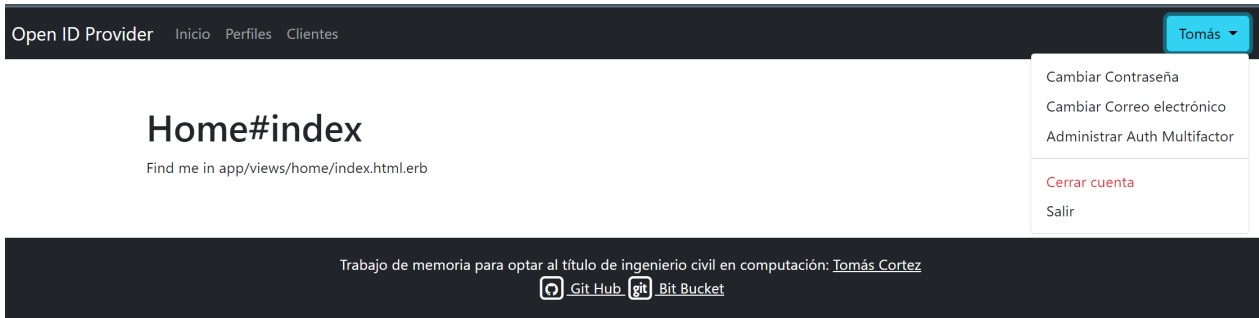 Open ID Provider Inicio Perfiles Clientes Tomás
Cambiar Contraseña
Cambiar Correo electrónico
Administrar Auth Multifactor
Cerrar cuenta
Salir
Home#index
Find me in app/views/home/index.html.erb
Trabajo de memoria para optar al título de ingenierio civil en computación: Tomás Cortez
Git Hub git Bit Bucket